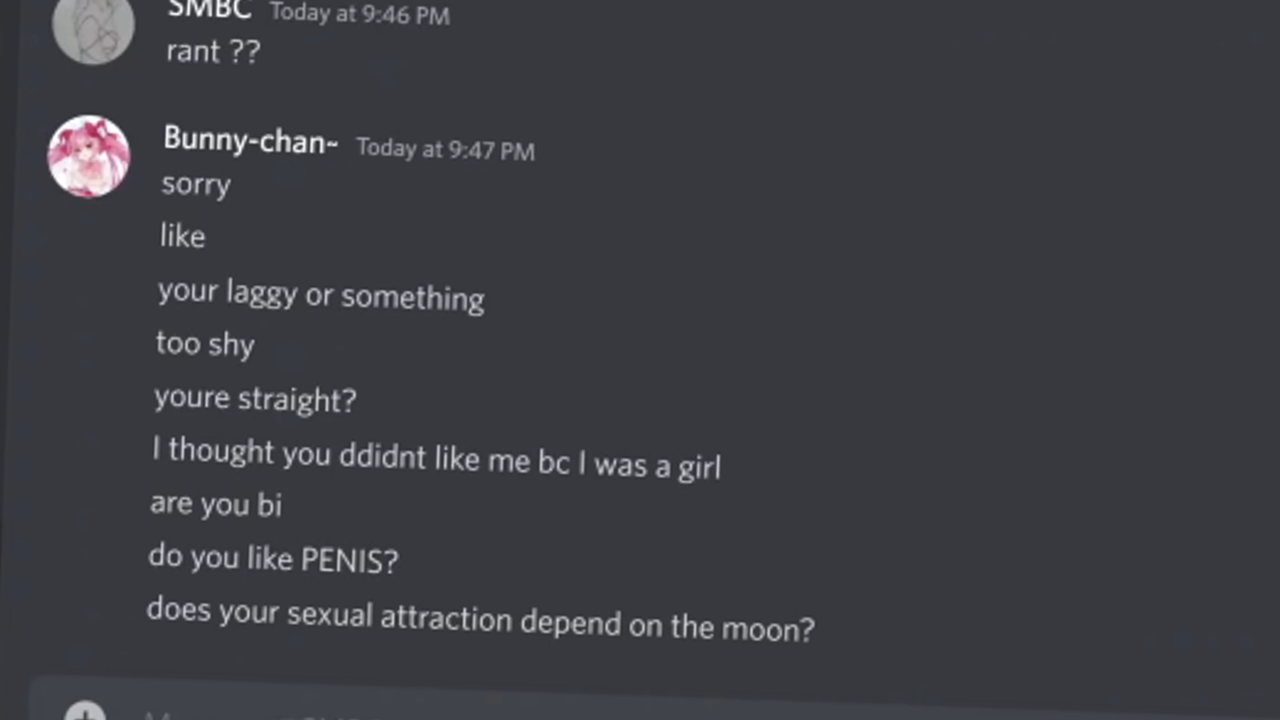 SMBC Today at 9:46 PM
rant ??
Bunny-chan~ Today at 9:47 PM
sorry
like
your laggy or something
too shy
youre straight?
I thought you ddidnt like me bc I was a girl
are you bi
do you like PENIS?
does your sexual attraction depend on the moon?